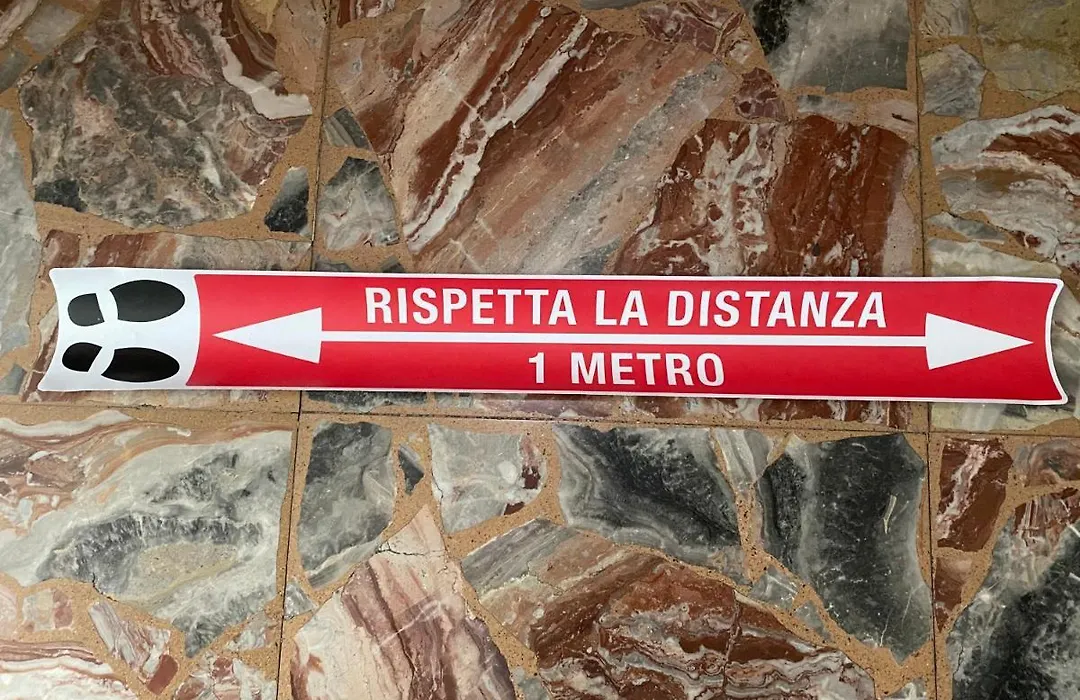 RISPETTA LA DISTANZA
1 METRO